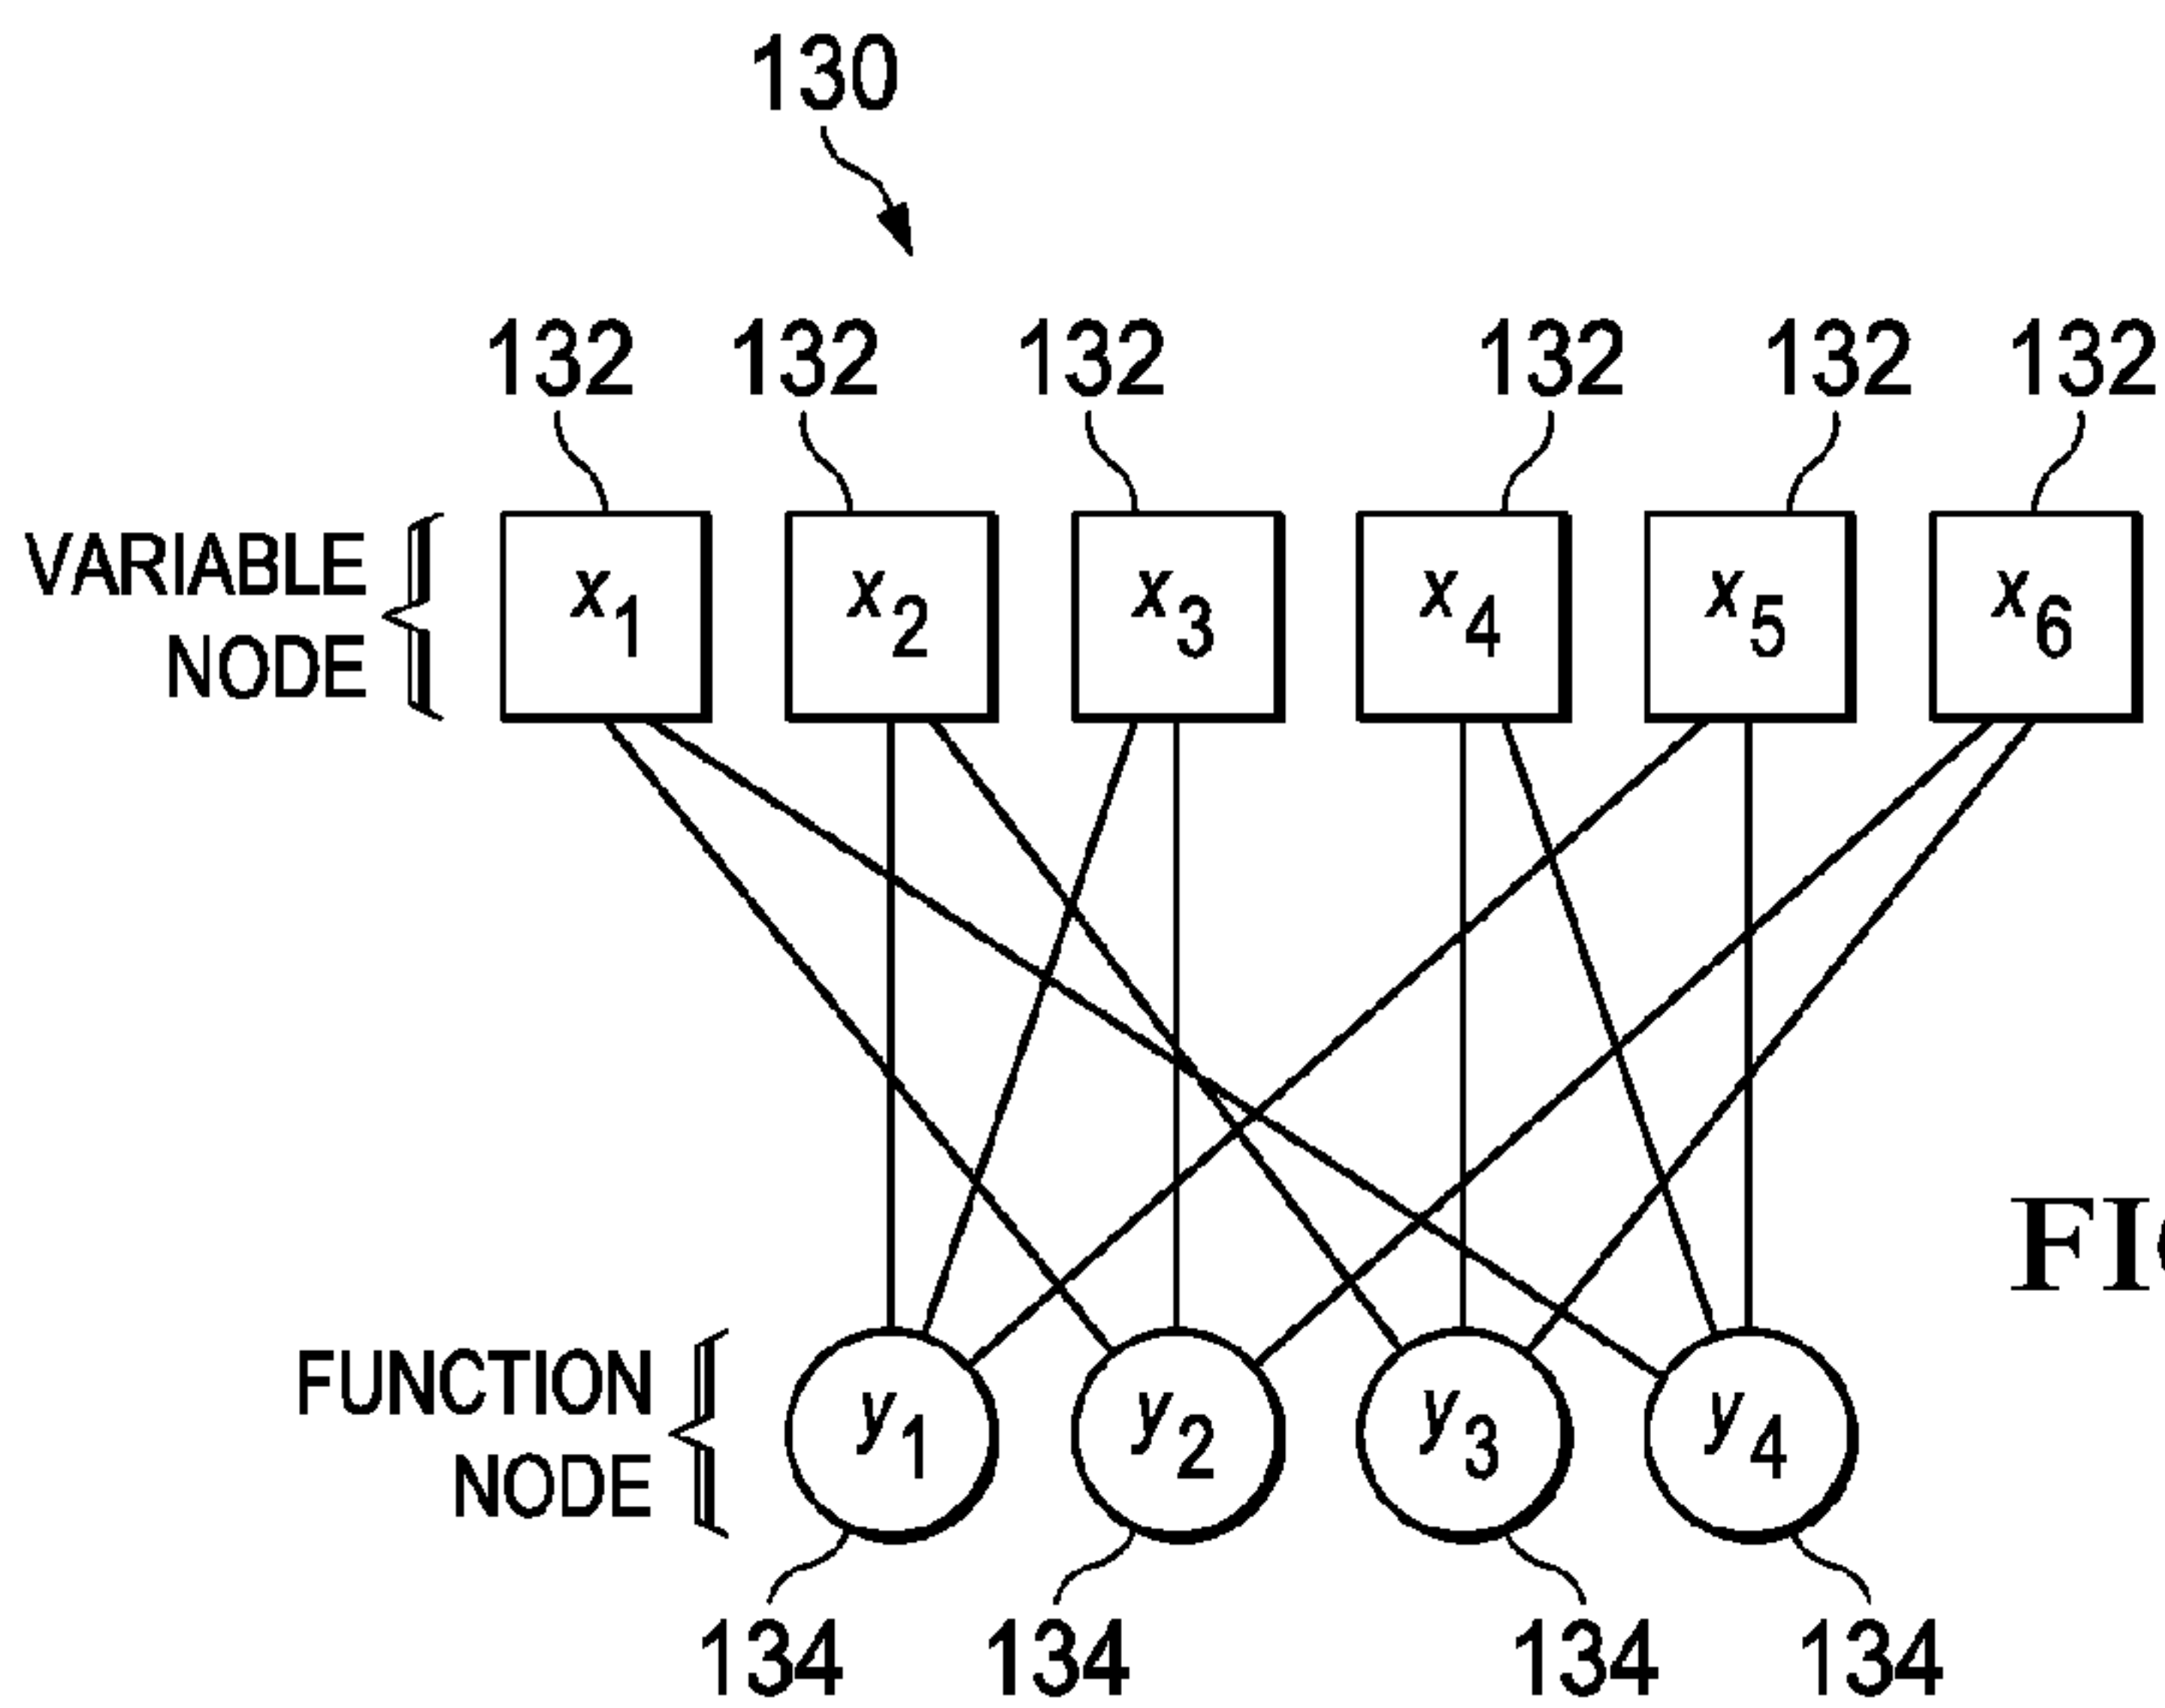 130
132 132 132 132 132 132
VARIABLE
NODE
x1 x2 x3 x4 x5 x6
FUNCTION
NODE
y1 y2 y3 y4
134 134 134 134